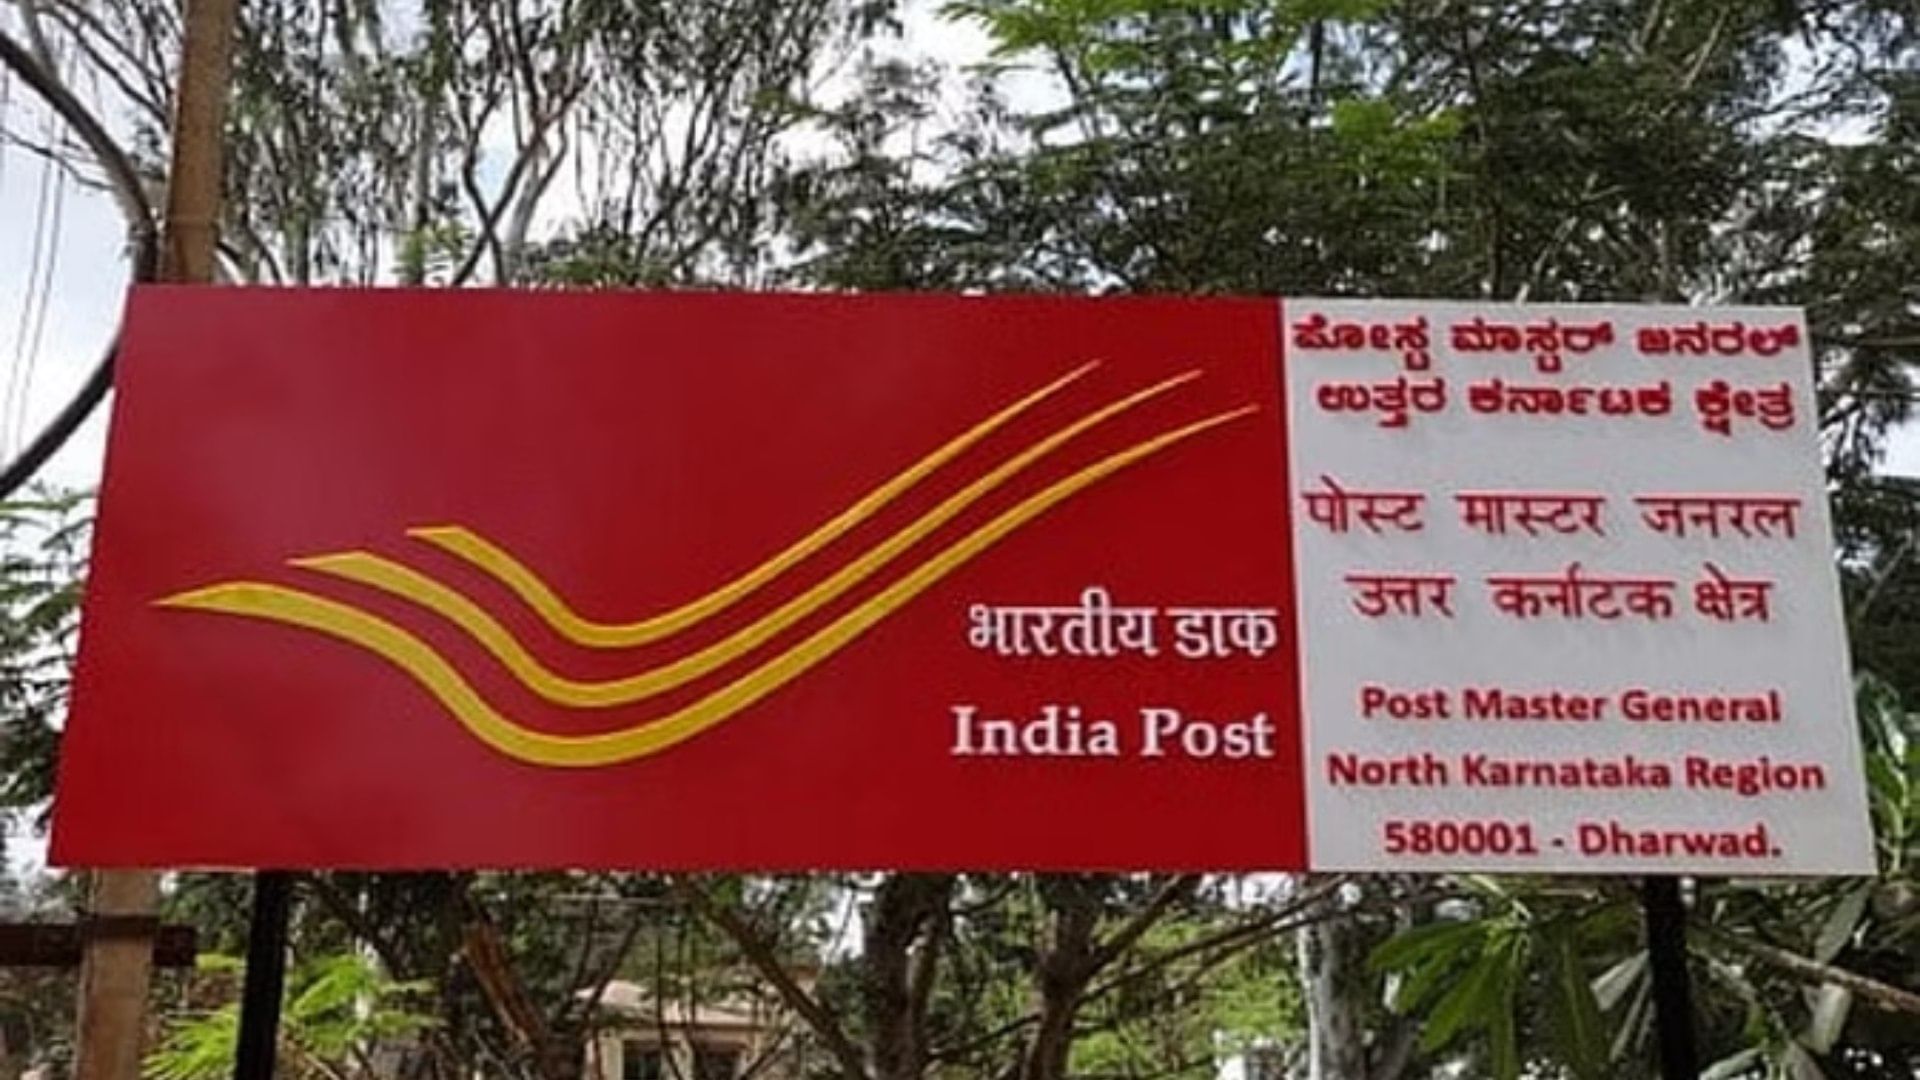 भारतीय डाक
India Post
ಪೋಸ್ಟ ಮಾಸ್ಟರ್ ಜನರಲ್
ಉತ್ತರ ಕರ್ನಾಟಕ ಕ್ಷೇತ್ರ
पोस्ट मास्टर जनरल
उत्तर कर्नाटक क्षेत्र
Post Master General
North Karnataka Region
580001 - Dharwad.